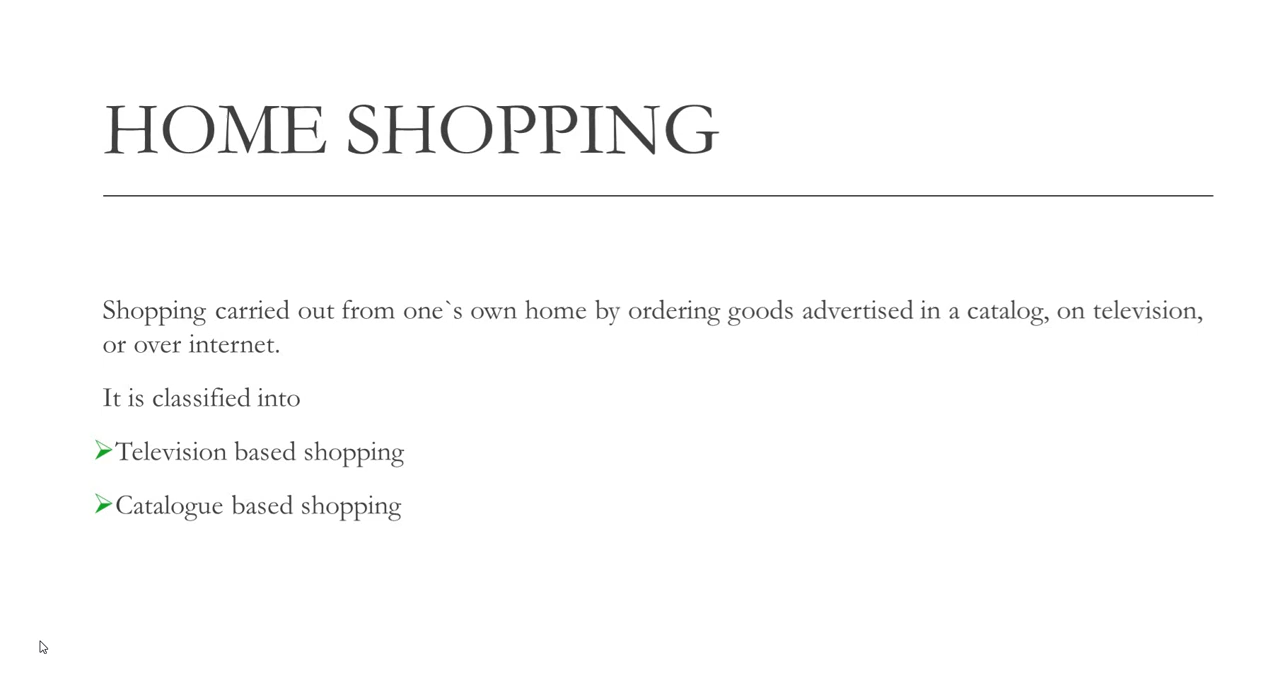 HOME SHOPPING
Shopping carried out from one`s own home by ordering goods advertised in a catalog, on television,
or over internet.
It is classified into
Television based shopping
Catalogue based shopping